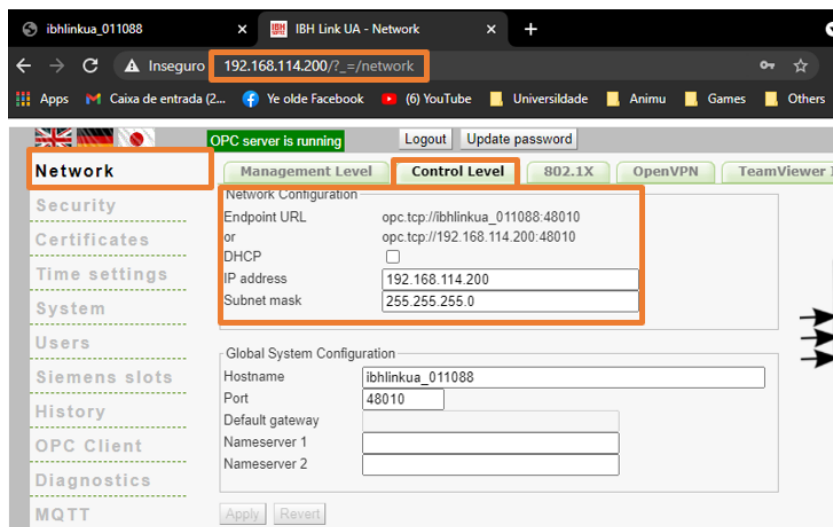 ibhlinkua_011088
IBH Link UA - Network
Inseguro 192.168.114.200/?_=/network
Apps Caixa de entrada (2... Ye olde Facebook (6) YouTube Universildade Animu Games Others
OPC server is running Logout Update password
Network
Security
Certificates
Time settings
System
Users
Siemens slots
History
OPC Client
Diagnostics
MQTT
Management Level Control Level 802.1X OpenVPN TeamViewer
Network Configuration
Endpoint URL opc.tcp://ibhlinkua_011088:48010
or opc.tcp://192.168.114.200:48010
DHCP
IP address 192.168.114.200
Subnet mask 255.255.255.0
Global System Configuration
Hostname ibhlinkua_011088
Port 48010
Default gateway
Nameserver 1
Nameserver 2
Apply Revert